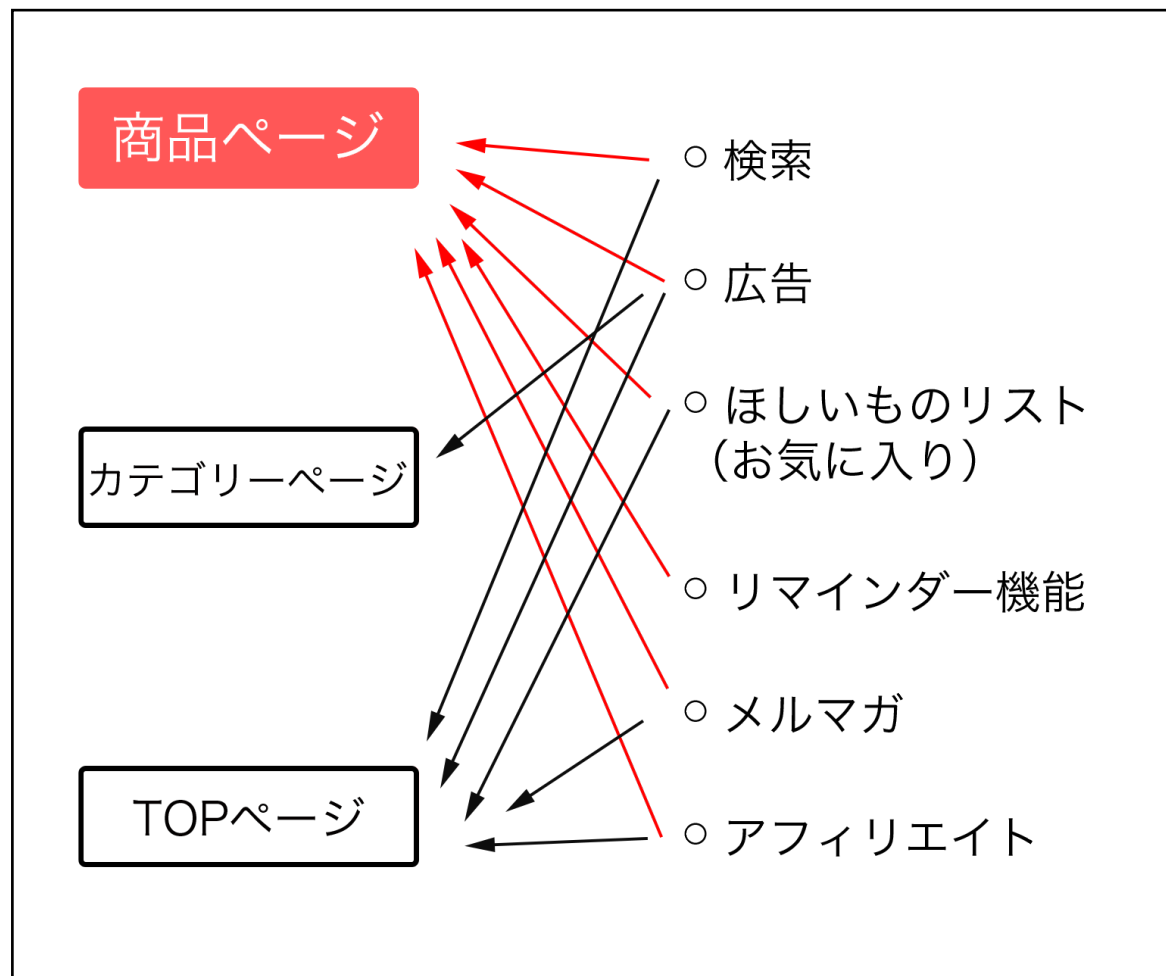 商品ページ
カテゴリーページ
TOPページ
○ 検索
○ 広告
○ ほしいものリスト
（お気に入り）
○ リマインダー機能
○ メルマガ
○ アフィリエイト